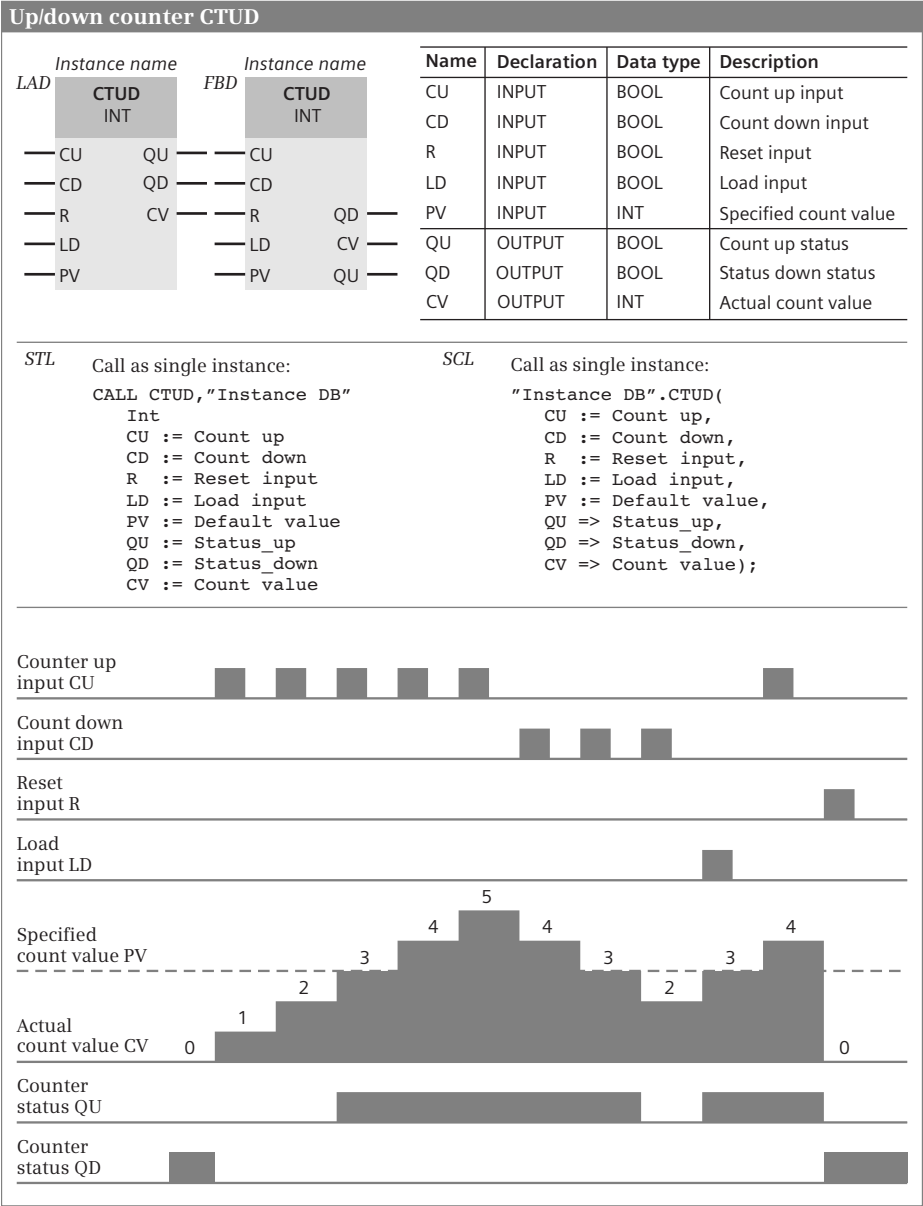 Up/down counter CTUD
LAD
Instance name
CTUD
INT
CU QU
CD QD
R CV
LD
PV
FBD
Instance name
CTUD
INT
CU
CD
R QD
LD CV
PV QU
Name Declaration Data type Description
CU INPUT BOOL Count up input
CD INPUT BOOL Count down input
R INPUT BOOL Reset input
LD INPUT BOOL Load input
PV INPUT INT Specified count value
QU OUTPUT BOOL Count up status
QD OUTPUT BOOL Status down status
CV OUTPUT INT Actual count value
STL
Call as single instance:
CALL CTUD,"Instance DB"
Int
CU := Count up
CD := Count down
R := Reset input
LD := Load input
PV := Default value
QU := Status_up
QD := Status_down
CV := Count value
SCL
Call as single instance:
"Instance DB".CTUD(
CU := Count up,
CD := Count down,
R := Reset input,
LD := Load input,
PV := Default value,
QU => Status_up,
QD => Status_down,
CV => Count value);
Counter up
input CU
Count down
input CD
Reset
input R
Load
input LD
Specified
count value PV
Actual
count value CV
0 1 2 3 4 5 4 3 2 3 4 0
Counter
status QU
Counter
status QD